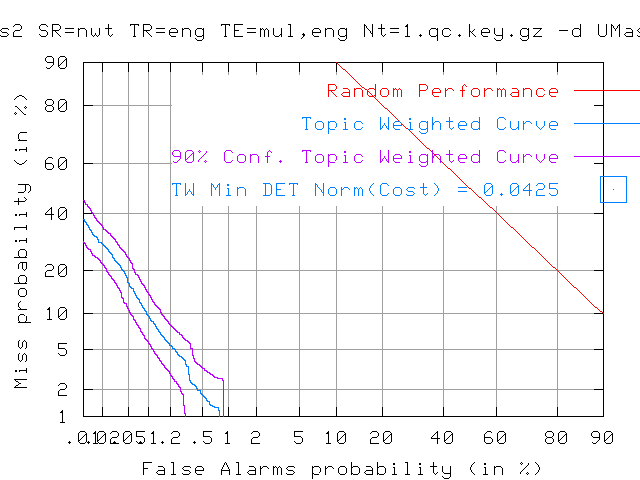 s2 SR=nwt TR=eng TE=mul,eng Nt=1.qc.key.gz -d UMas
90
80
60
40
20
10
5
2
1
Miss probability (in %)
Random Performance
Topic Weighted Curve
90% Conf. Topic Weighted Curve
TW Min DET Norm(Cost) = 0.0425
.5 1 2 5 10 20 40 60 80 90
False Alarms probability (in %)